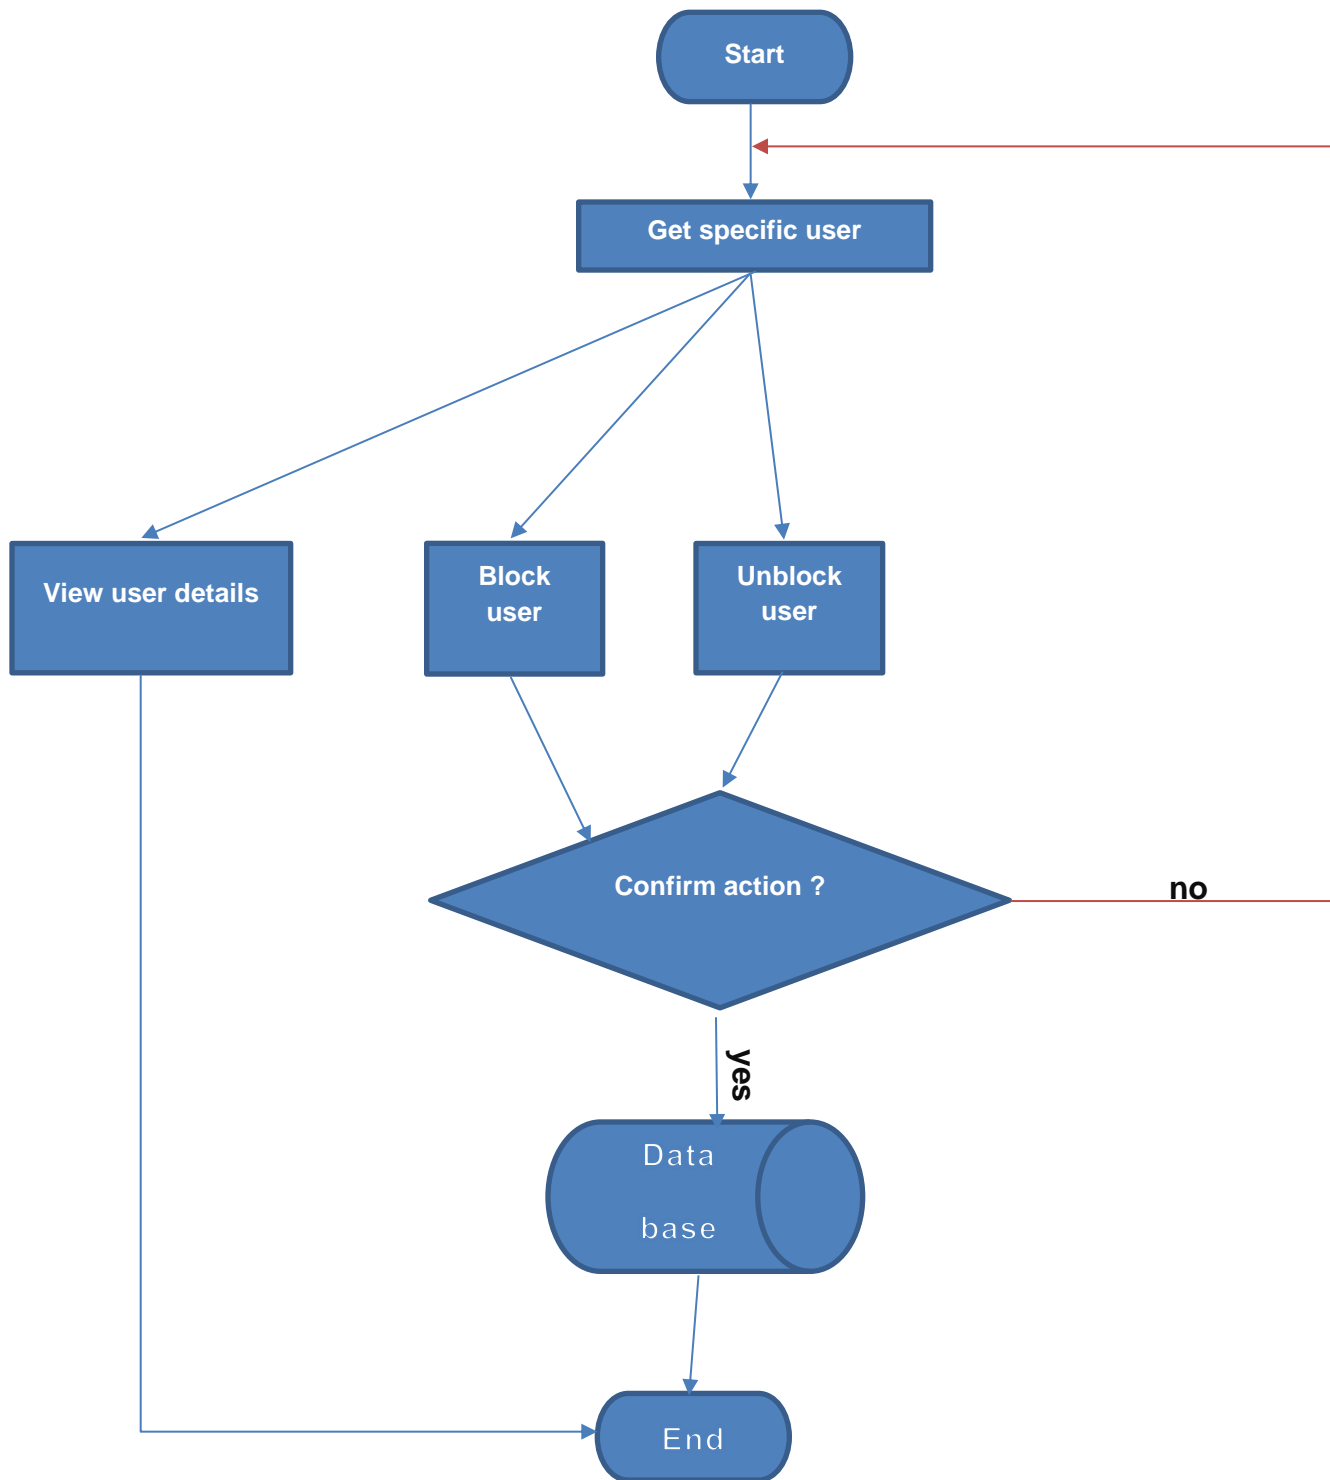 Start
Get specific user
View user details
Block
user
Unblock
user
Confirm action ?
no
yes
Data
base
End